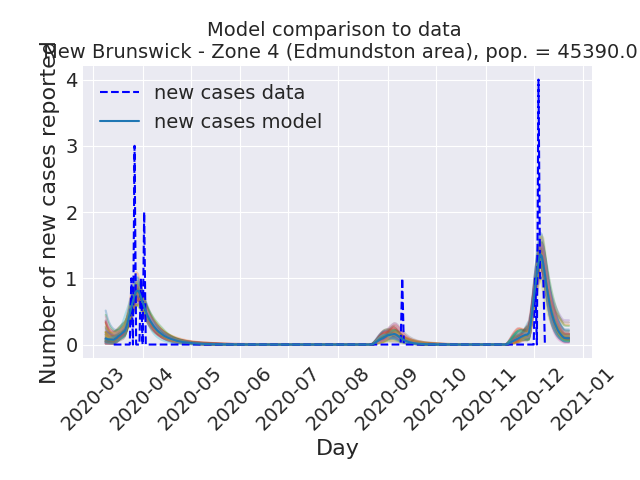 Model comparison to data
New Brunswick - Zone 4 (Edmundston area), pop. = 45390.0
Number of new cases reported
4
3
2
1
0
new cases data
new cases model
2020-03
2020-04
2020-05
2020-06
2020-07
2020-08
2020-09
2020-10
2020-11
2020-12
2021-01
Day